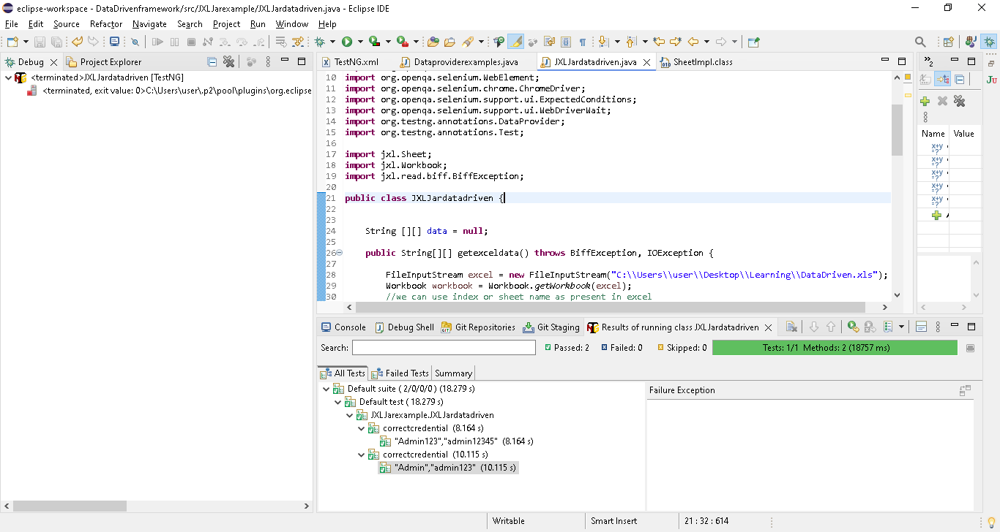 eclipse-workspace - DataDrivenframework/src/JXLJarexample/JXLJardatadriven.java - Eclipse IDE
File Edit Source Refactor Navigate Search Project Run Window Help
Debug Project Explorer
<terminated>JXLJardatadriven [TestNG]
<terminated, exit value: 0>C:\Users\user\.p2\pool\plugins\org.eclipse
TestNG.xml Dataproviderexamples.java JXLJardatadriven.java SheetImpl.class
10 import org.openqa.selenium.WebElement;
11 import org.openqa.selenium.chrome.ChromeDriver;
12 import org.openqa.selenium.support.ui.ExpectedConditions;
13 import org.openqa.selenium.support.ui.WebDriverWait;
14 import org.testng.annotations.DataProvider;
15 import org.testng.annotations.Test;
16
17 import jxl.Sheet;
18 import jxl.Workbook;
19 import jxl.read.biff.BiffException;
20
21 public class JXLJardatadriven {
22
23
24 String [][] data = null;
25
26 public String[][] getexceldata() throws BiffException, IOException {
27
28 FileInputStream excel = new FileInputStream("C:\\Users\\user\\Desktop\\Learning\\DataDriven.xls");
29 Workbook workbook = Workbook.getWorkbook(excel);
30 //we can use index or sheet name as present in excel
2
Name Value
x+y =?
x+y =?
x+y =?
x+y =?
x+y =?
JU
Console Debug Shell Git Repositories Git Staging Results of running class JXLJardatadriven
Search: Passed: 2 Failed: 0 Skipped: 0 Tests: 1/1 Methods: 2 (18757 ms)
All Tests Failed Tests Summary
Default suite ( 2/0/0/0 ) (18.279 s)
Default test ( 18.279 s)
JXLJarexample.JXLJardatadriven
correctcredential (8.164 s)
"Admin123","admin12345" (8.164 s)
correctcredential (10.115 s)
"Admin","admin123" (10.115 s)
Failure Exception
Writable Smart Insert 21 : 32 : 614